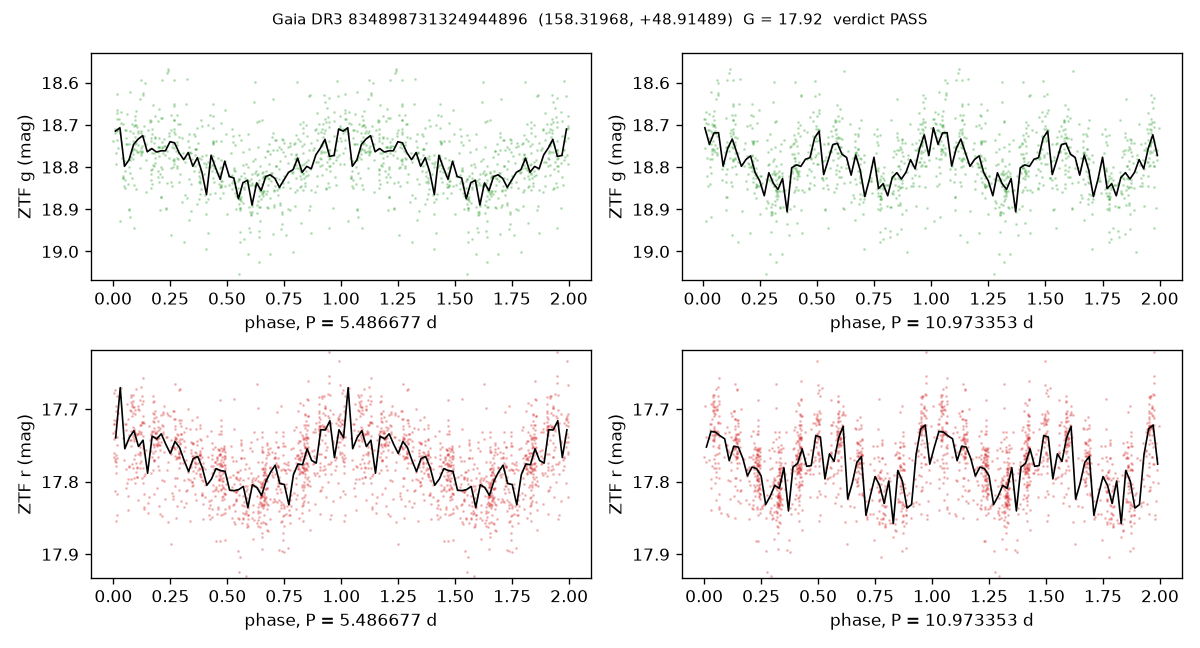 Gaia DR3 834898731324944896  (158.31968, +48.91489)  G = 17.92  verdict PASS
ZTF g (mag)
18.6
18.7
18.8
18.9
19.0
0.00 0.25 0.50 0.75 1.00 1.25 1.50 1.75 2.00
phase, P = 5.486677 d
ZTF g (mag)
18.6
18.7
18.8
18.9
19.0
0.00 0.25 0.50 0.75 1.00 1.25 1.50 1.75 2.00
phase, P = 10.973353 d
ZTF r (mag)
17.7
17.8
17.9
0.00 0.25 0.50 0.75 1.00 1.25 1.50 1.75 2.00
phase, P = 5.486677 d
ZTF r (mag)
17.7
17.8
17.9
0.00 0.25 0.50 0.75 1.00 1.25 1.50 1.75 2.00
phase, P = 10.973353 d